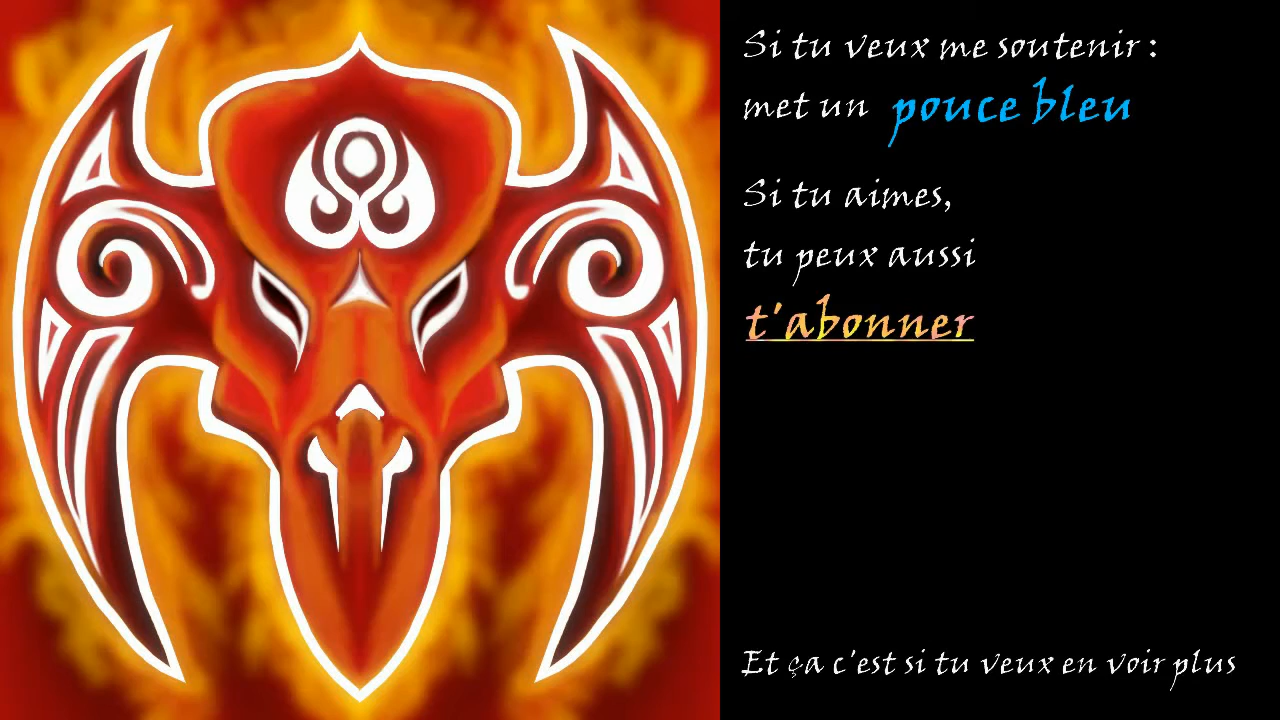 Si tu veux me soutenir :
met un pouce bleu
Si tu aimes,
tu peux aussi
t'abonner
Et ça c'est si tu veux en voir plus